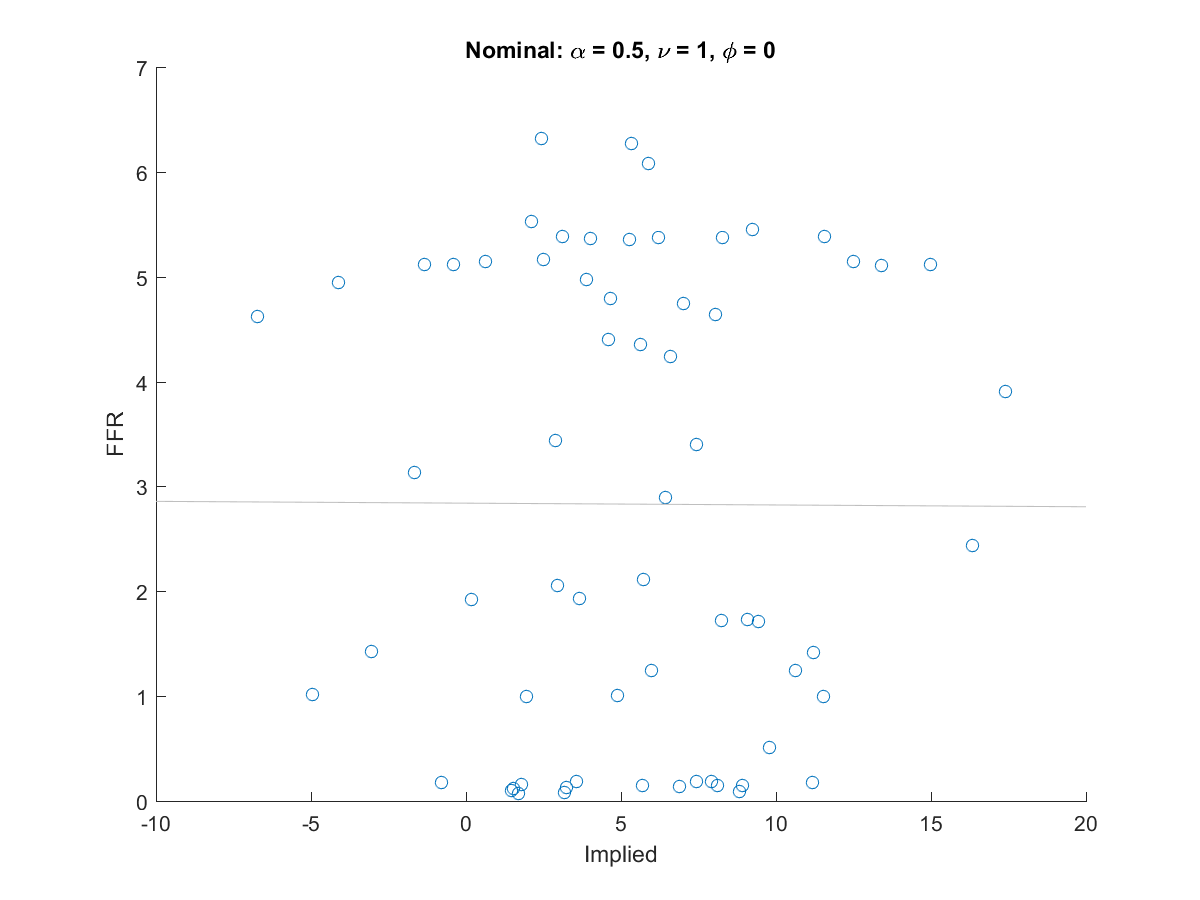 Nominal: α = 0.5, ν = 1, ϕ = 0
7
6
5
4
3
2
1
0
FFR
-10 -5 0 5 10 15 20
Implied